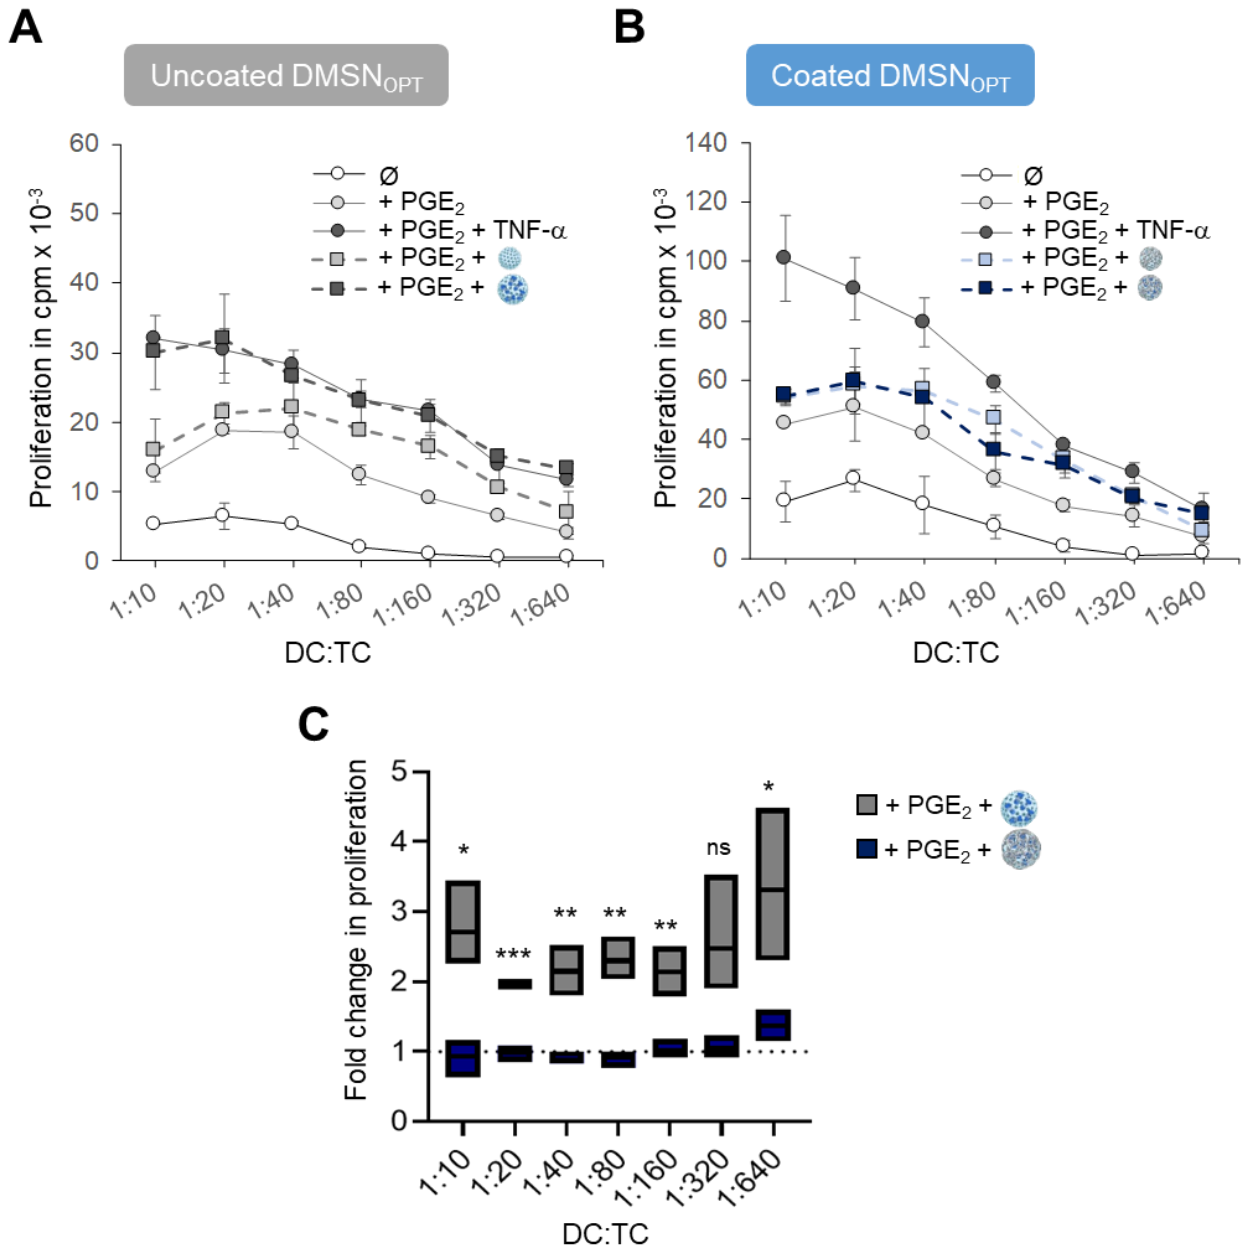 A
Uncoated DMSN_OPT
60
50
40
30
20
10
0
Proliferation in cpm x 10⁻³
Ø
+ PGE₂
+ PGE₂ + TNF-α
+ PGE₂ +
+ PGE₂ +
1:10
1:20
1:40
1:80
1:160
1:320
1:640
DC:TC
B
Coated DMSN_OPT
140
120
100
80
60
40
20
0
Proliferation in cpm x 10⁻³
Ø
+ PGE₂
+ PGE₂ + TNF-α
+ PGE₂ +
+ PGE₂ +
1:10
1:20
1:40
1:80
1:160
1:320
1:640
DC:TC
C
5
4
3
2
1
0
Fold change in proliferation
*
***
**
**
**
ns
*
+ PGE₂ +
+ PGE₂ +
1:10
1:20
1:40
1:80
1:160
1:320
1:640
DC:TC